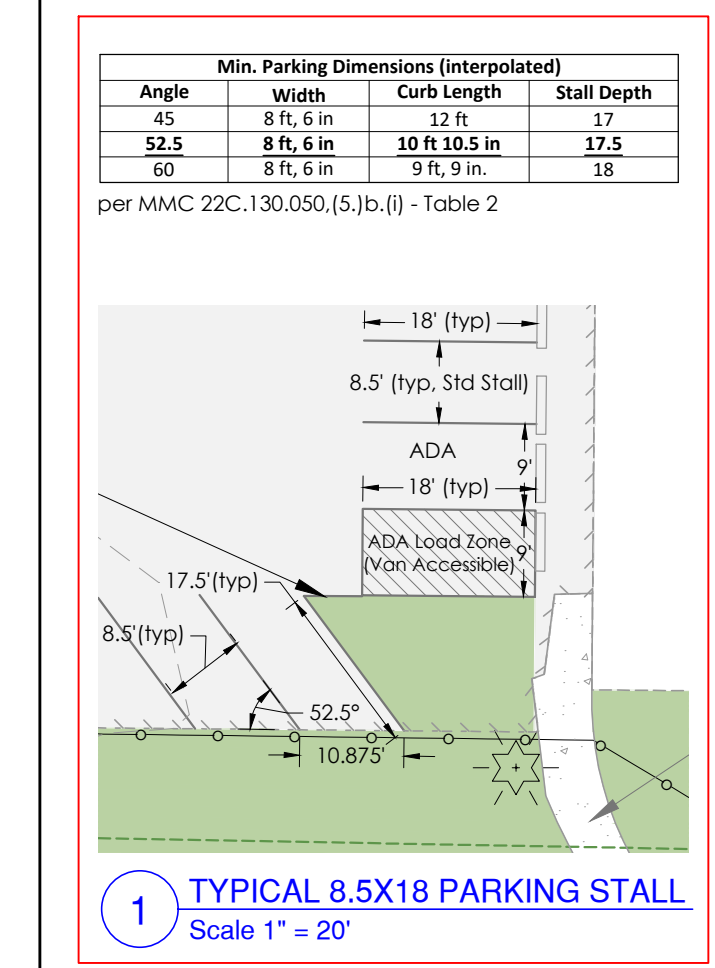 Min. Parking Dimensions (interpolated)
Angle Width Curb Length Stall Depth
45 8 ft, 6 in 12 ft 17
52.5 8 ft, 6 in 10 ft 10.5 in 17.5
60 8 ft, 6 in 9 ft, 9 in. 18
per MMC 22C.130.050,(5.)b.(i) - Table 2
18' (typ)
8.5' (typ, Std Stall)
ADA
9'
18' (typ)
ADA Load Zone
(Van Accessible)
9'
17.5'(typ)
8.5'(typ)
52.5°
10.875'
1
TYPICAL 8.5X18 PARKING STALL
Scale 1" = 20'